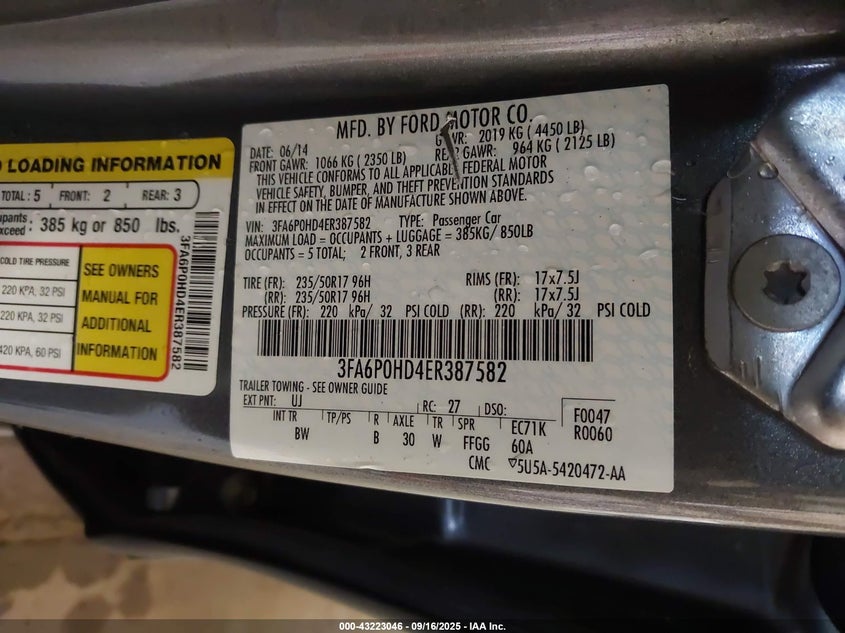 D LOADING INFORMATION
TOTAL: 5 FRONT: 2 REAR: 3
385 kg or 850 lbs.
COLD TIRE PRESSURE
220 KPA, 32 PSI
220 KPA, 32 PSI
420 KPA, 60 PSI
SEE OWNERS
MANUAL FOR
ADDITIONAL
INFORMATION
3FA6P0HD4ER387582
MFD. BY FORD MOTOR CO.
DATE: 06/14 2019 KG ( 4450 LB)
FRONT GAWR: 1066 KG ( 2350 LB) REAR GAWR: 964 KG ( 2125 LB)
THIS VEHICLE CONFORMS TO ALL APPLICABLE FEDERAL MOTOR
VEHICLE SAFETY, BUMPER, AND THEFT PREVENTION STANDARDS
IN EFFECT ON THE DATE OF MANUFACTURE SHOWN ABOVE.
VIN: 3FA6P0HD4ER387582 TYPE: Passenger Car
MAXIMUM LOAD = OCCUPANTS + LUGGAGE = 385KG/ 850LB
OCCUPANTS = 5 TOTAL; 2 FRONT, 3 REAR
TIRE (FR): 235/50R17 96H RIMS (FR): 17x7.5J
(RR): 235/50R17 96H (RR): 17x7.5J
PRESSURE (FR): 220 kPa/ 32 PSI COLD (RR): 220 kPa/ 32 PSI COLD
3FA6P0HD4ER387582
TRAILER TOWING - SEE OWNER GUIDE
EXT PNT: UJ RC: 27 DSO: F0047
INT TR TP/PS R AXLE TR SPR EC71K R0060
BW B 30 W FFGG 60A
CMC 5U5A-5420472-AA
000-43223046 - 09/16/2025 - IAA Inc.